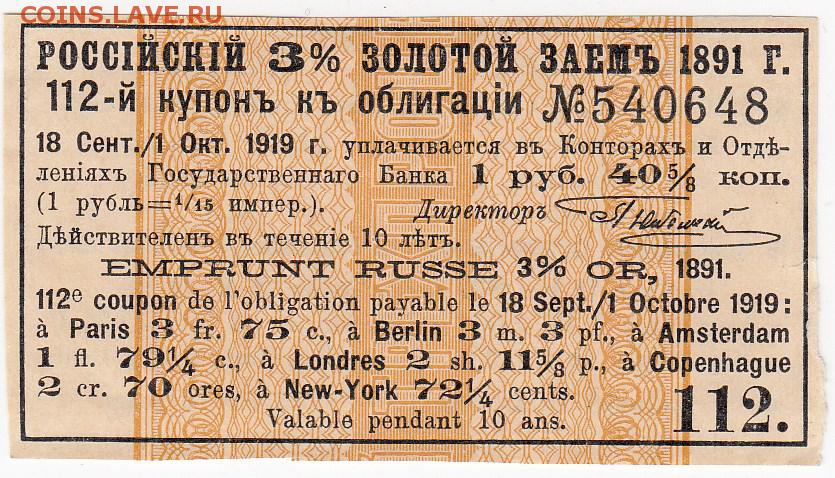 COINS.LAVE.RU
РОССІЙСКІЙ 3% ЗОЛОТОЙ ЗАЕМЪ 1891 Г.
112-й купонъ къ облигаціи №540648
18 Сент./1 Окт. 1919 г. уплачивается въ Конторахъ и Отдѣ-
леніяхъ Государственнаго Банка 1 руб. 40⅝ коп.
(1 рубль=1/15 импер.). Директоръ
Дѣйствителенъ въ теченіе 10 лѣтъ.
EMPRUNT RUSSE 3% OR, 1891.
112e coupon de l'obligation payable le 18 Sept./1 Octobre 1919:
à Paris 3 fr. 75 c., à Berlin 3 m. 3 pf., à Amsterdam
1 fl. 79¼ c., à Londres 2 sh. 11⅝ p., à Copenhague
2 cr. 70 ores, à New-York 72¼ cents.
Valable pendant 10 ans.
112.